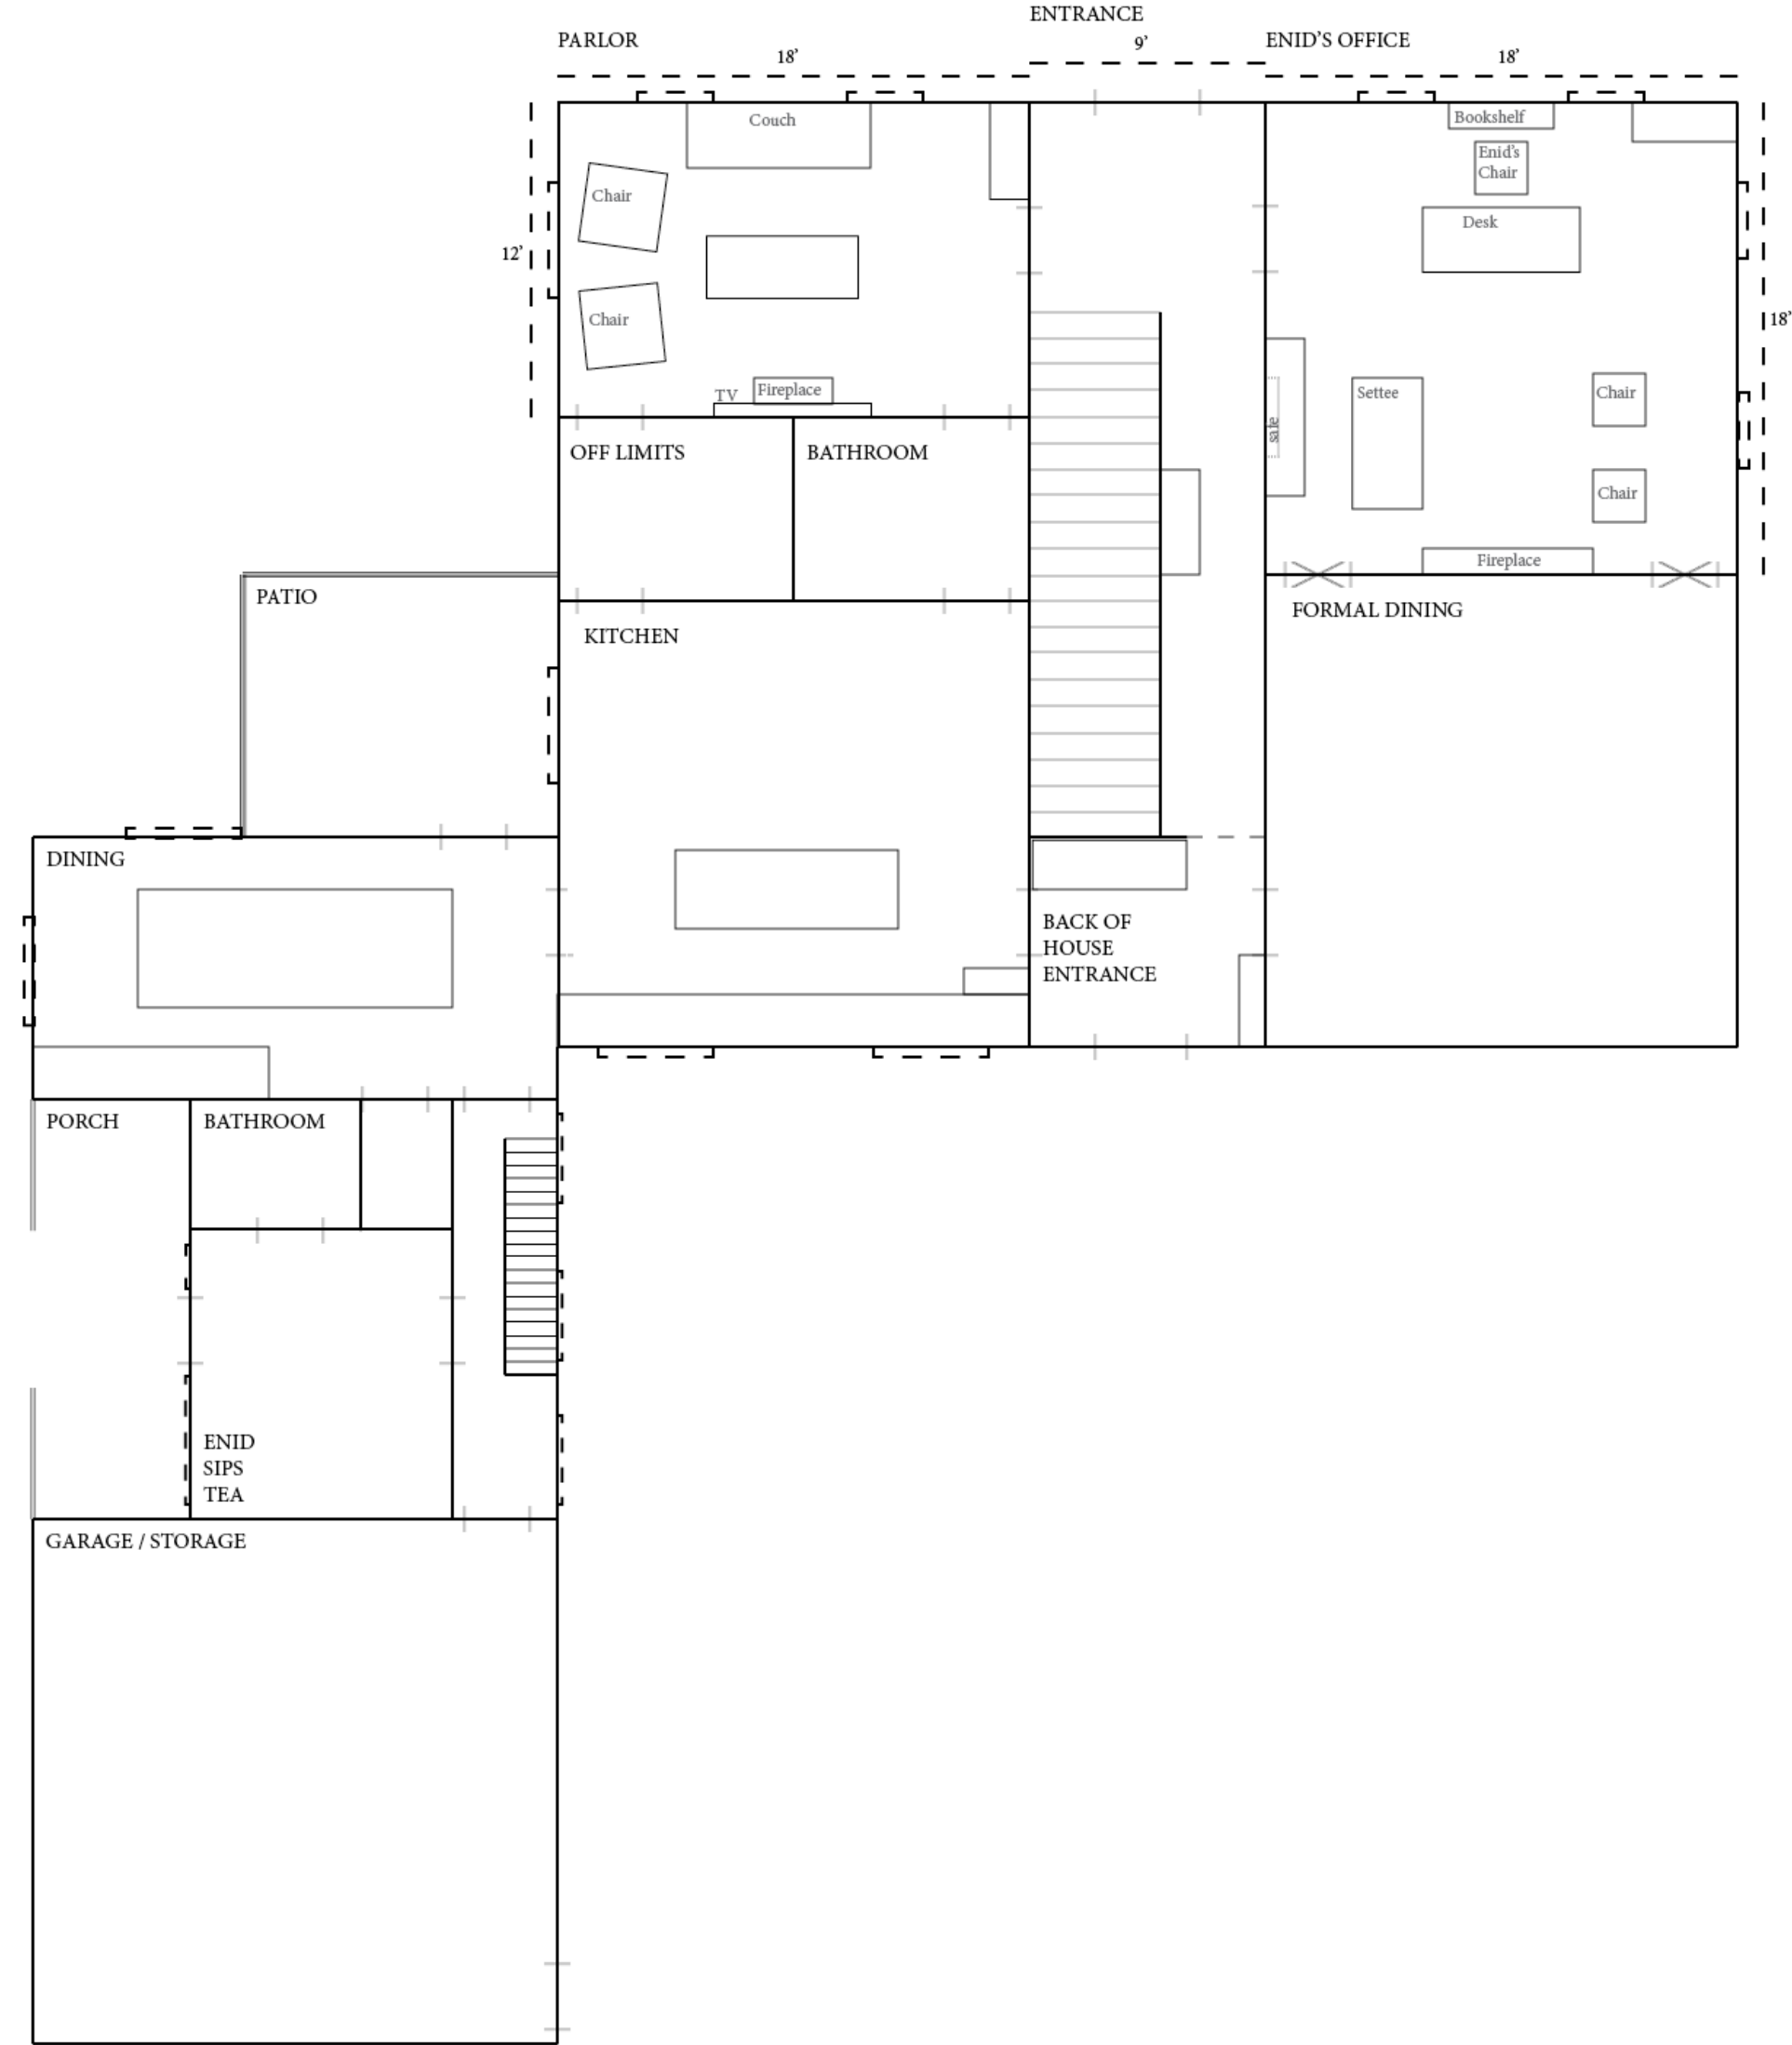 ENTRANCE
PARLOR
18’
9’
ENID’S OFFICE
18’
Couch
Bookshelf
Enid’s
Chair
Chair
Desk
12’
18’
Chair
TV
Fireplace
safe
Settee
Chair
Chair
Fireplace
OFF LIMITS
BATHROOM
PATIO
KITCHEN
FORMAL DINING
DINING
BACK OF
HOUSE
ENTRANCE
PORCH
BATHROOM
ENID
SIPS
TEA
GARAGE / STORAGE